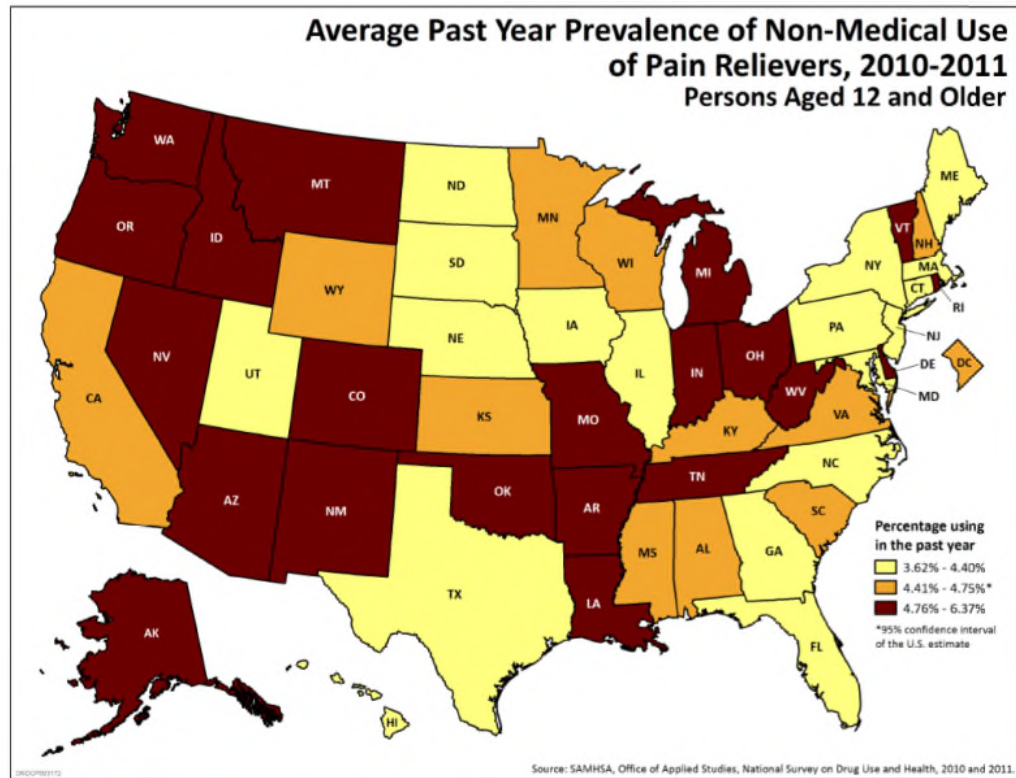 Average Past Year Prevalence of Non-Medical Use
of Pain Relievers, 2010-2011
Persons Aged 12 and Older
WA
MT
ND
MN
ME
OR
ID
SD
WI
MI
VT
NH
NY
MA
CT
RI
WY
NE
IA
PA
NJ
NV
UT
IL
IN
OH
DE
DC
MD
CA
CO
KS
MO
WV
VA
KY
NC
AZ
NM
OK
AR
TN
SC
MS
AL
GA
TX
LA
FL
AK
HI
Percentage using
in the past year
3.62% - 4.40%
4.41% - 4.75%*
4.76% - 6.37%
*95% confidence interval
of the U.S. estimate
Source: SAMHSA, Office of Applied Studies, National Survey on Drug Use and Health, 2010 and 2011.